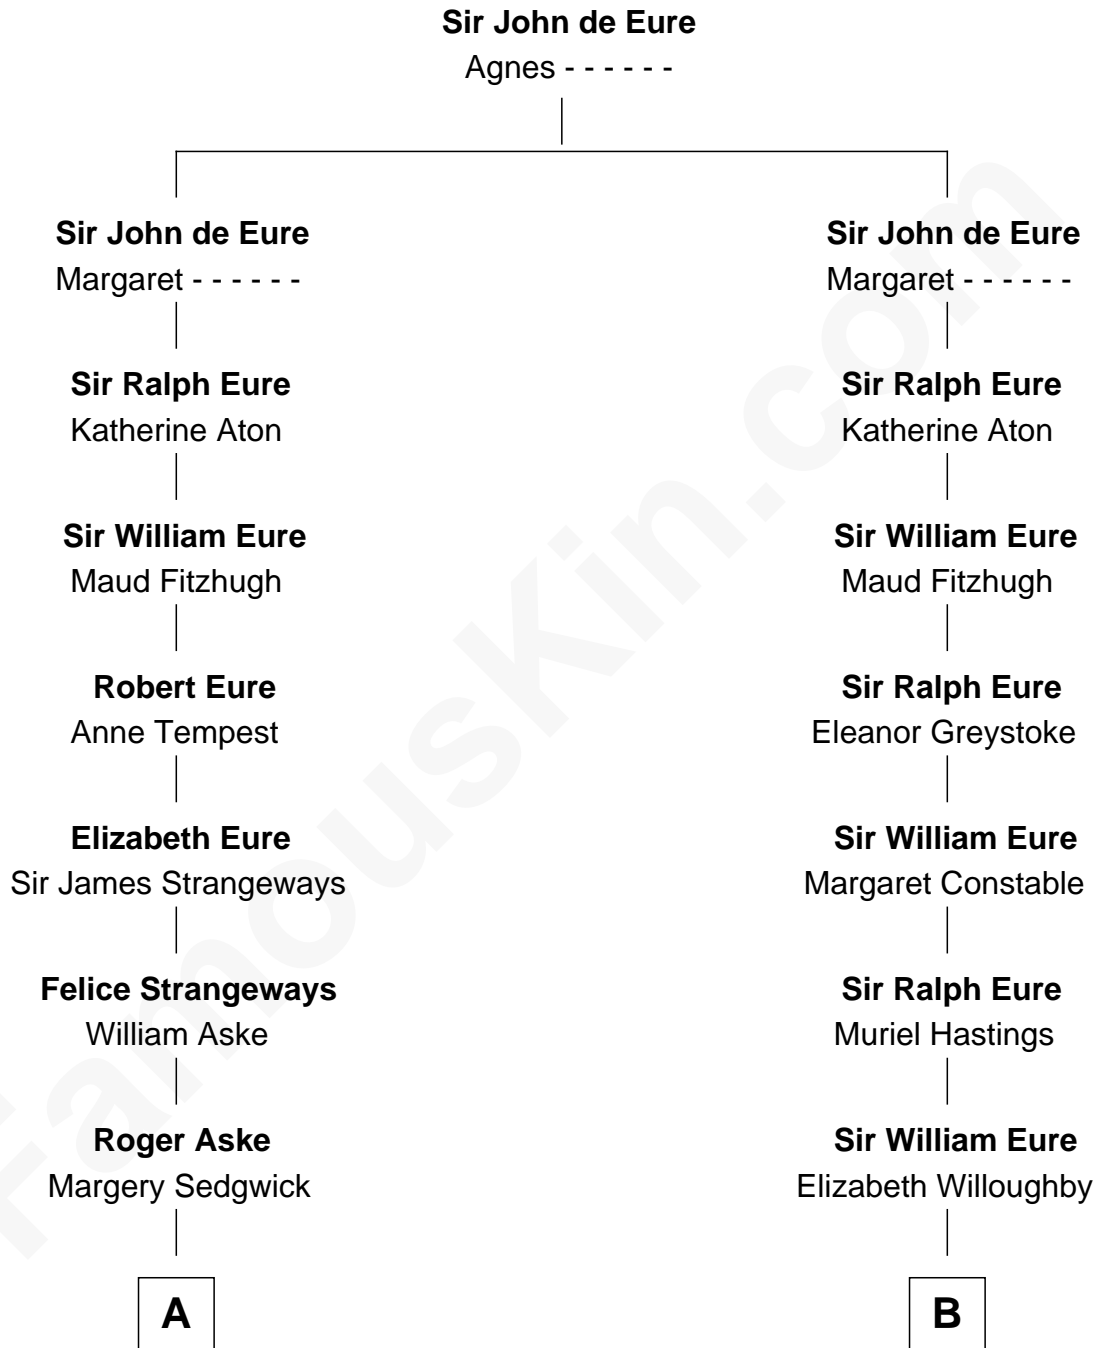 Sir John de Eure
Agnes - - - - - -
Sir John de Eure
Margaret - - - - - -
Sir Ralph Eure
Katherine Aton
Sir William Eure
Maud Fitzhugh
Robert Eure
Anne Tempest
Elizabeth Eure
Sir James Strangeways
Felice Strangeways
William Aske
Roger Aske
Margery Sedgwick
A
Sir John de Eure
Margaret - - - - - -
Sir Ralph Eure
Katherine Aton
Sir William Eure
Maud Fitzhugh
Sir Ralph Eure
Eleanor Greystoke
Sir William Eure
Margaret Constable
Sir Ralph Eure
Muriel Hastings
Sir William Eure
Elizabeth Willoughby
B
FamousKin.com